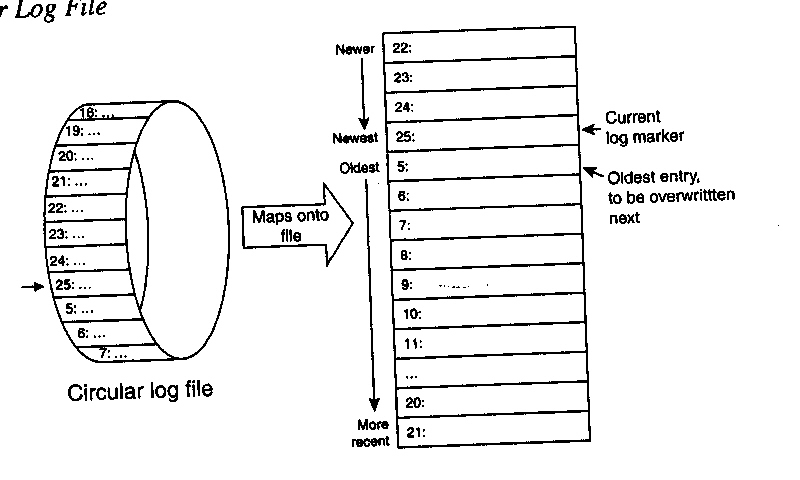 r Log File
18: ...
19: ...
20: ...
21: ...
22: ...
23: ...
24: ...
25: ...
5: ...
6: ...
7: ...
Circular log file
Maps onto
file
Newer
Newest
Oldest
More
recent
22:
23:
24:
25:
5:
6:
7:
8:
9:
10:
11:
...
20:
21:
Current
log marker
Oldest entry,
to be overwrittten
next